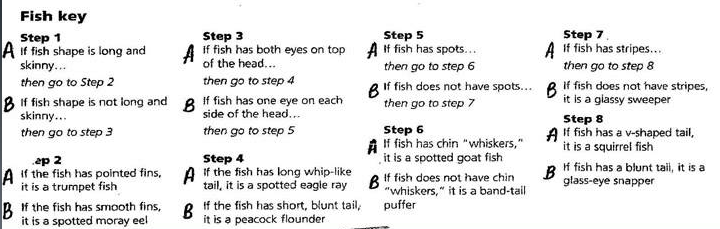 Fish key
Step 1
A If fish shape is long and
skinny...
then go to Step 2
B If fish shape is not long and
skinny...
then go to step 3
ep 2
A If the fish has pointed fins,
it is a trumpet fish
B If the fish has smooth fins,
it is a spotted moray eel
Step 3
A If fish has both eyes on top
of the head...
then go to step 4
B If fish has one eye on each
side of the head...
then go to step 5
Step 4
A If the fish has long whip-like
tail, it is a spotted eagle ray
B If the fish has short, blunt tail,
it is a peacock flounder
Step 5
A If fish has spots...
then go to step 6
B If fish does not have spots...
then go to step 7
Step 6
A If fish has chin "whiskers,"
it is a spotted goat fish
B If fish does not have chin
"whiskers," it is a band-tail
puffer
Step 7
A If fish has stripes...
then go to step 8
B If fish does not have stripes,
it is a glassy sweeper
Step 8
A If fish has a v-shaped tail,
it is a squirrel fish
B If fish has a blunt tail, it is a
glass-eye snapper